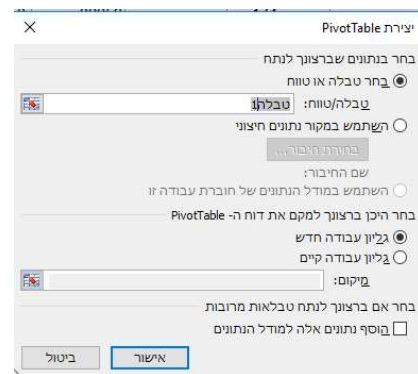 יצירת PivotTable
בחר בנתונים שברצונך לנתח
בחר טבלה או טווח
טבלה/טווח: טבלה1
השתמש במקור נתונים חיצוני
בחירת חיבור...
שם החיבור:
השתמש במודל הנתונים של חוברת עבודה זו
בחר היכן ברצונך למקם את דוח ה- PivotTable
גליון עבודה חדש
גליון עבודה קיים
מיקום:
בחר אם ברצונך לנתח טבלאות מרובות
הוסף נתונים אלה למודל הנתונים
אישור ביטול